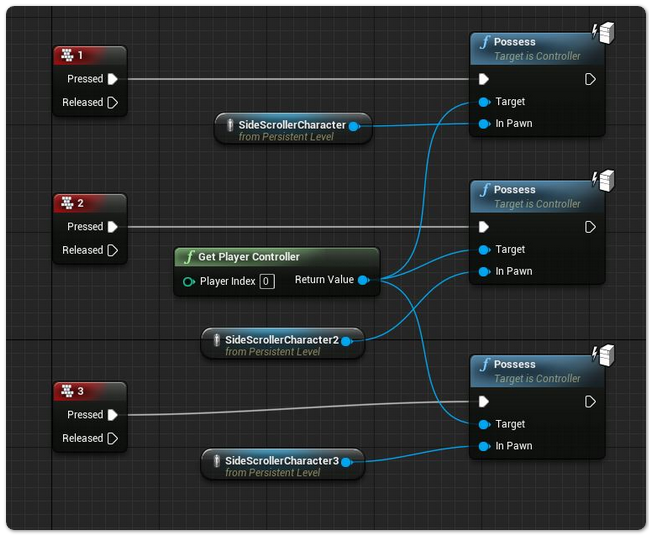 1
Pressed
Released
SideScrollerCharacter
from Persistent Level
Possess
Target is Controller
Target
In Pawn
2
Pressed
Released
Get Player Controller
Player Index 0 Return Value
SideScrollerCharacter2
from Persistent Level
Possess
Target is Controller
Target
In Pawn
3
Pressed
Released
SideScrollerCharacter3
from Persistent Level
Possess
Target is Controller
Target
In Pawn